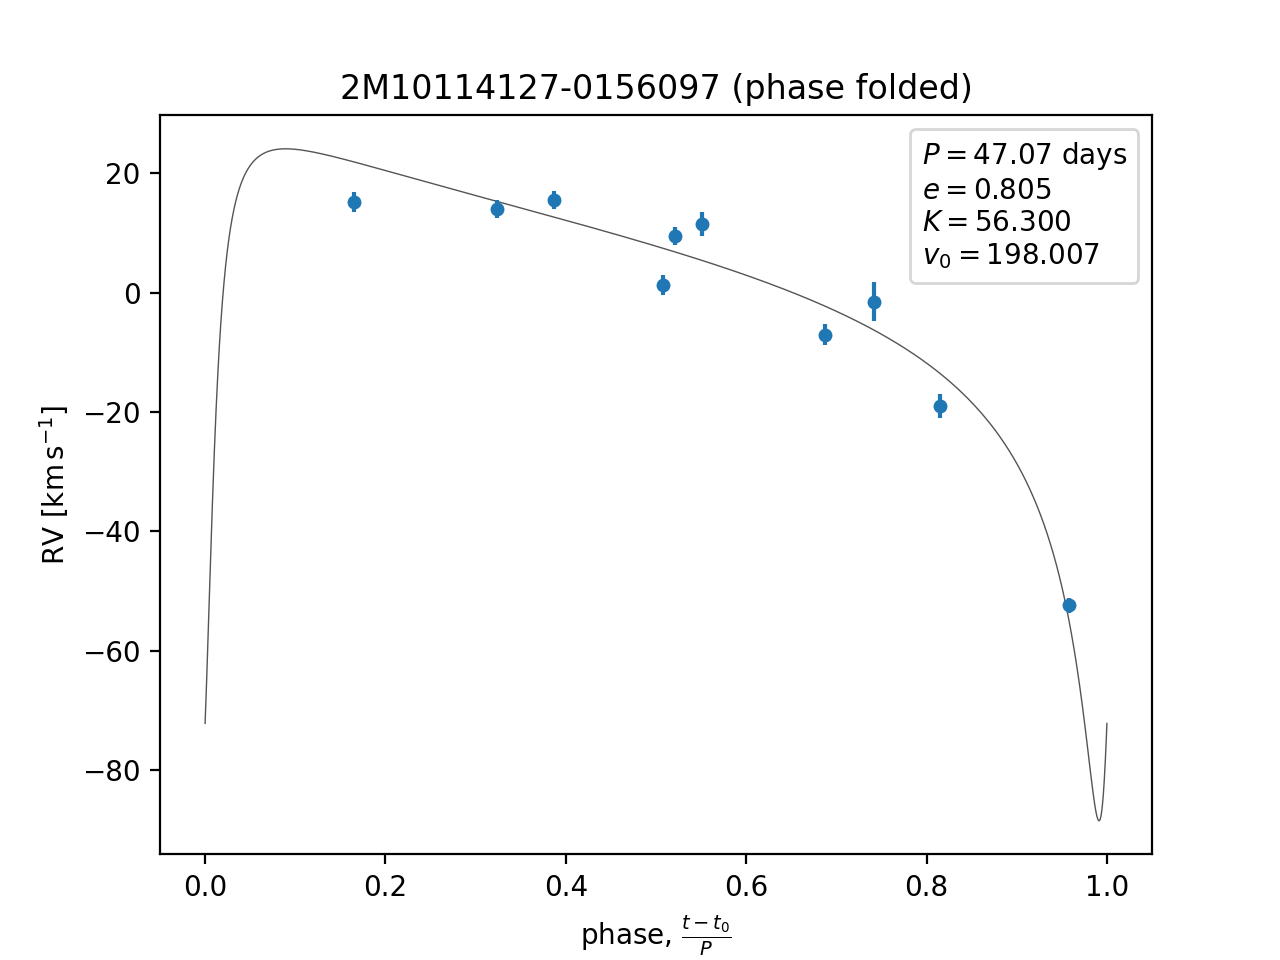 2M10114127-0156097 (phase folded)
P = 47.07 days
e = 0.805
K = 56.300
v₀ = 198.007
RV [km s⁻¹]
20
0
−20
−40
−60
−80
0.0 0.2 0.4 0.6 0.8 1.0
phase, (t − t₀)/P